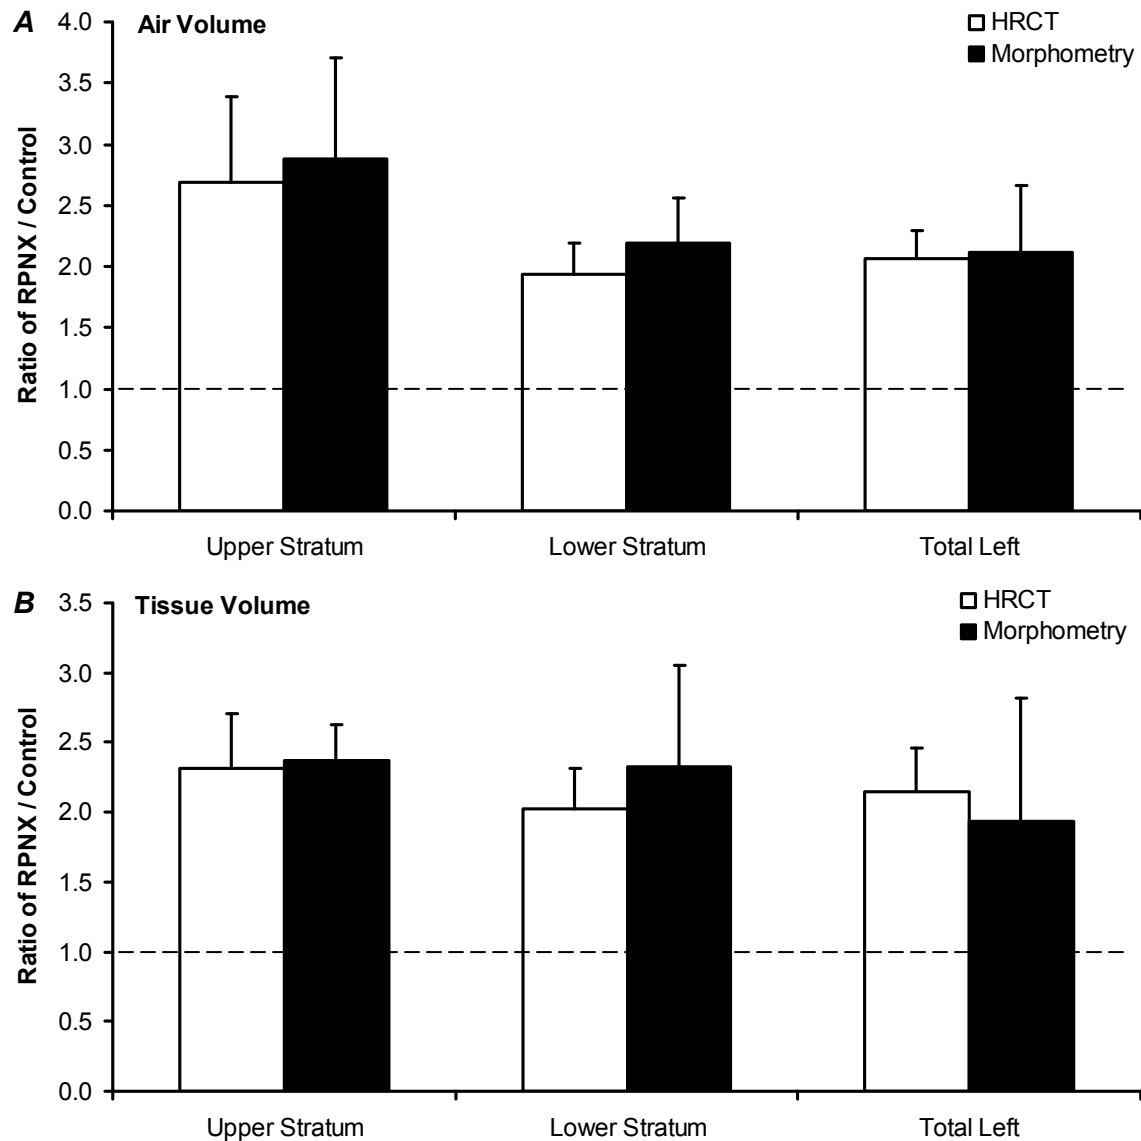 A Air Volume
HRCT
Morphometry
Ratio of RPNX / Control
4.0
3.5
3.0
2.5
2.0
1.5
1.0
0.5
0.0
Upper Stratum Lower Stratum Total Left
B Tissue Volume
HRCT
Morphometry
Ratio of RPNX / Control
3.5
3.0
2.5
2.0
1.5
1.0
0.5
0.0
Upper Stratum Lower Stratum Total Left